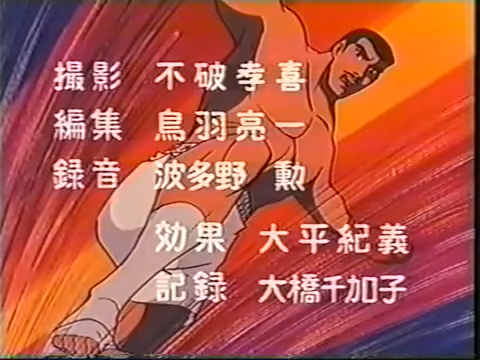 撮影　不破孝喜
編集　鳥羽亮一
録音　波多野　勲
効果　大平紀義
記録　大橋千加子